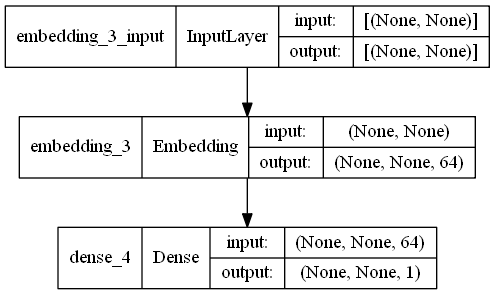 embedding_3_input InputLayer input: [(None, None)]
output: [(None, None)]
embedding_3 Embedding input: (None, None)
output: (None, None, 64)
dense_4 Dense input: (None, None, 64)
output: (None, None, 1)